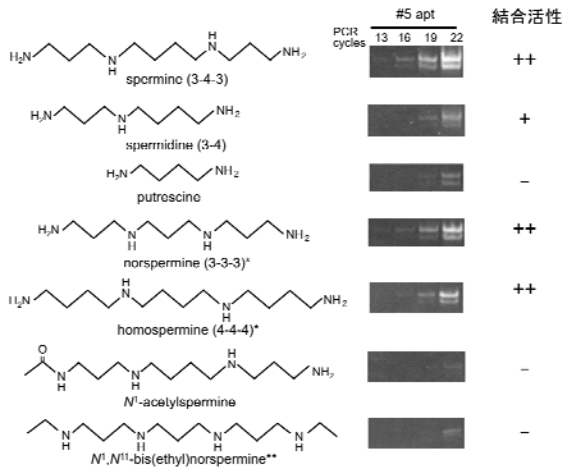 #5 apt 結合活性
PCR cycles 13 16 19 22
H₂N N H H N NH₂ ++
spermine (3-4-3)
H₂N N H NH₂ +
spermidine (3-4)
H₂N NH₂ –
putrescine
H₂N N H N H NH₂ ++
norspermine (3-3-3)*
H₂N H N N H NH₂ ++
homospermine (4-4-4)*
O N H N H H N NH₂ –
N¹-acetylspermine
N H N H N H N H –
N¹,N¹¹-bis(ethyl)norspermine**